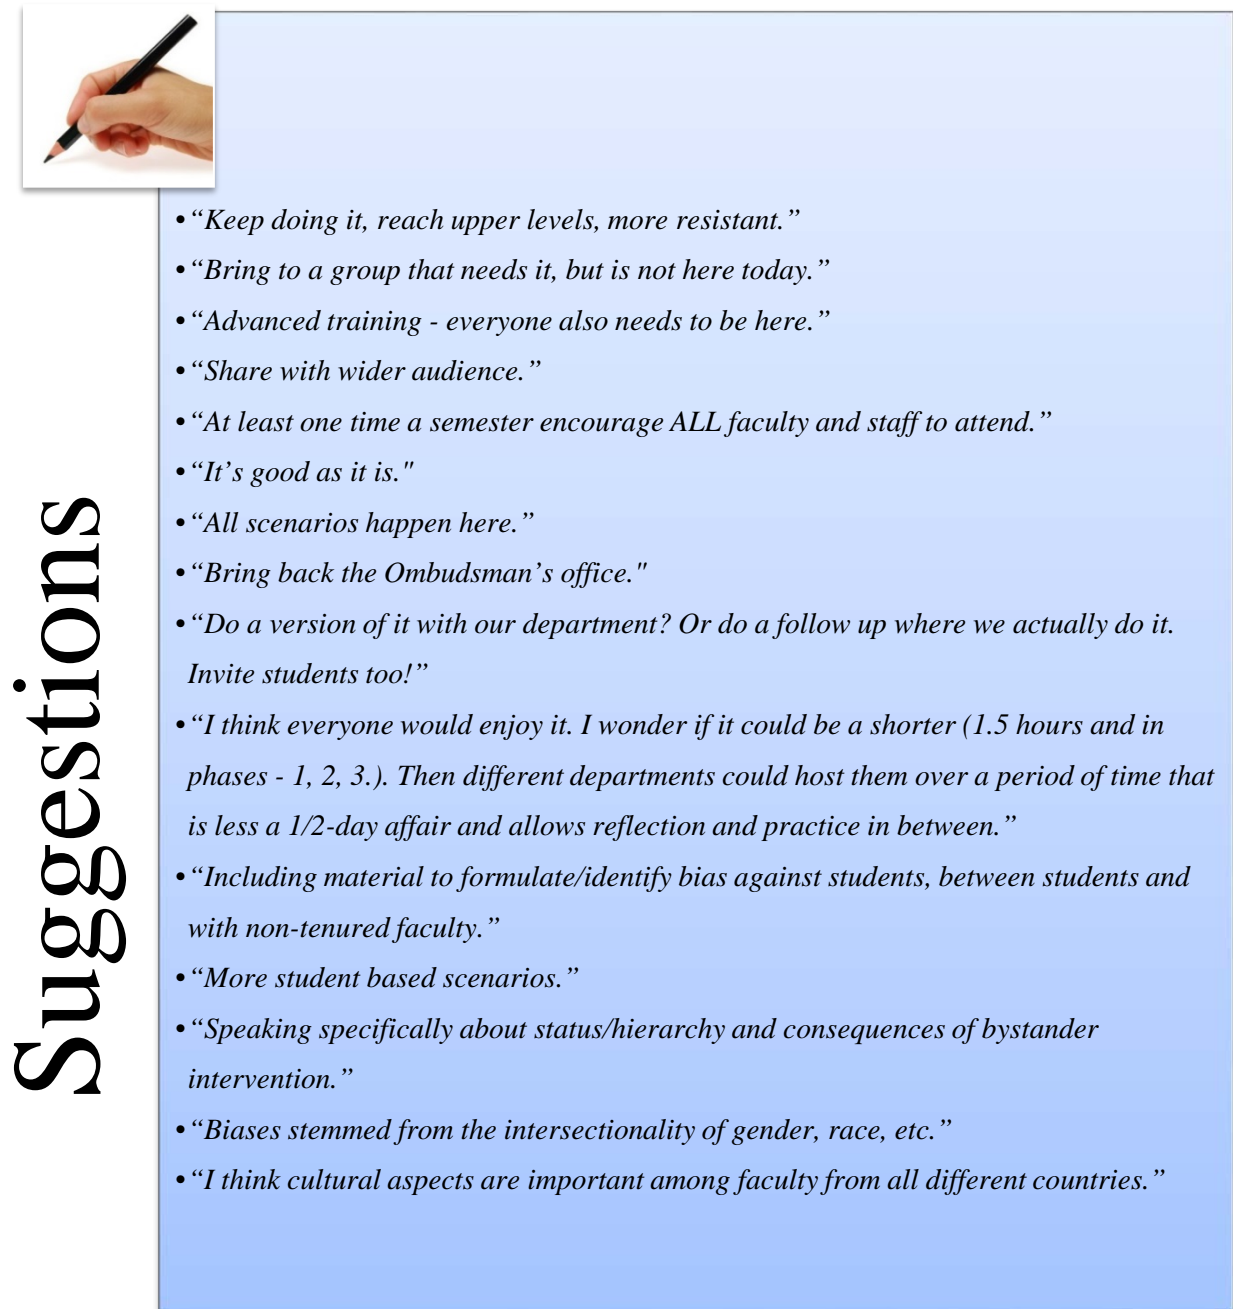 Suggestions
•“Keep doing it, reach upper levels, more resistant.”
•“Bring to a group that needs it, but is not here today.”
•“Advanced training - everyone also needs to be here.”
•“Share with wider audience.”
•“At least one time a semester encourage ALL faculty and staff to attend.”
•“It’s good as it is."
•“All scenarios happen here.”
•“Bring back the Ombudsman’s office."
•“Do a version of it with our department? Or do a follow up where we actually do it.
Invite students too!”
•“I think everyone would enjoy it. I wonder if it could be a shorter (1.5 hours and in
phases - 1, 2, 3.). Then different departments could host them over a period of time that
is less a 1/2-day affair and allows reflection and practice in between.”
•“Including material to formulate/identify bias against students, between students and
with non-tenured faculty.”
•“More student based scenarios.”
•“Speaking specifically about status/hierarchy and consequences of bystander
intervention.”
•“Biases stemmed from the intersectionality of gender, race, etc.”
•“I think cultural aspects are important among faculty from all different countries.”